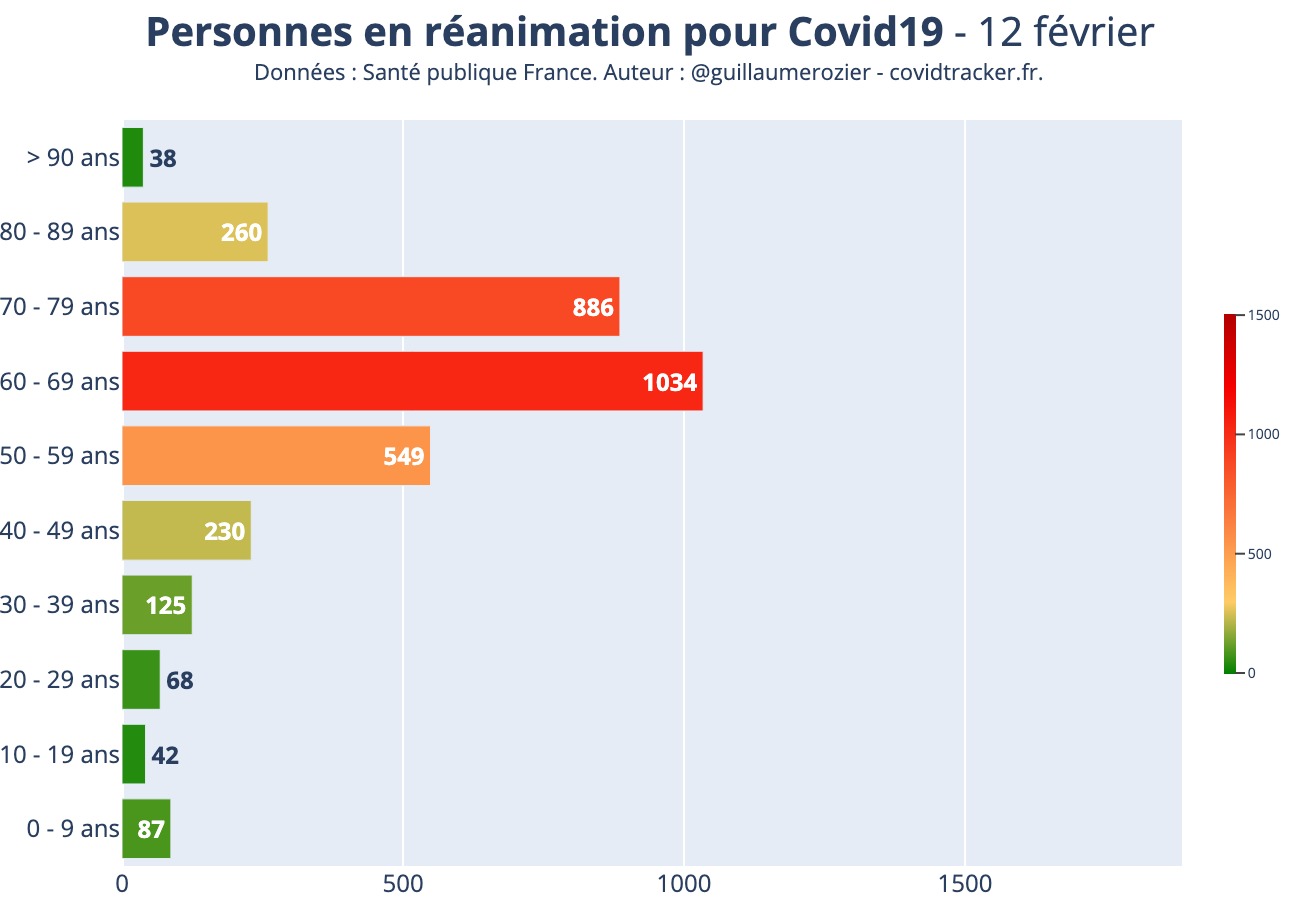 Personnes en réanimation pour Covid19 - 12 février
Données : Santé publique France. Auteur : @guillaumerozier - covidtracker.fr.
> 90 ans 38
80 - 89 ans 260
70 - 79 ans 886
60 - 69 ans 1034
50 - 59 ans 549
40 - 49 ans 230
30 - 39 ans 125
20 - 29 ans 68
10 - 19 ans 42
0 - 9 ans 87
0 500 1000 1500
1500
1000
500
0